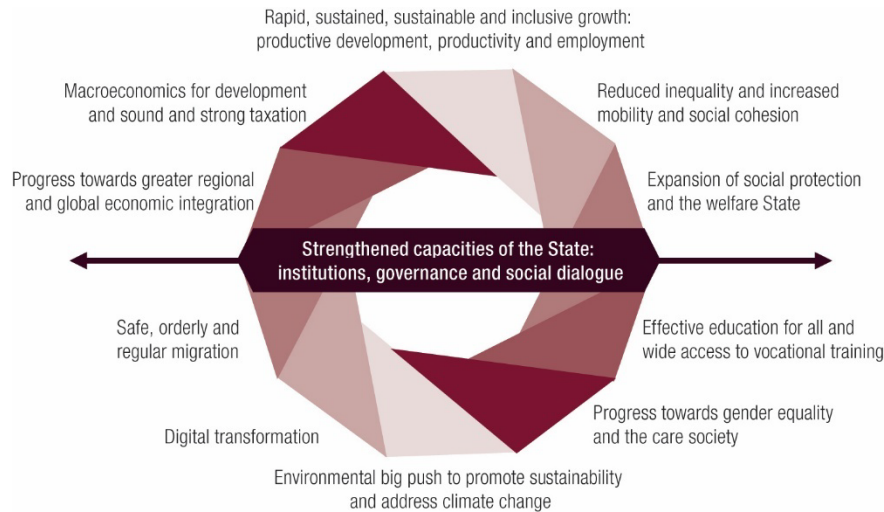 Rapid, sustained, sustainable and inclusive growth:
productive development, productivity and employment
Macroeconomics for development
and sound and strong taxation
Reduced inequality and increased
mobility and social cohesion
Progress towards greater regional
and global economic integration
Expansion of social protection
and the welfare State
Strengthened capacities of the State:
institutions, governance and social dialogue
Safe, orderly and
regular migration
Effective education for all and
wide access to vocational training
Digital transformation
Progress towards gender equality
and the care society
Environmental big push to promote sustainability
and address climate change